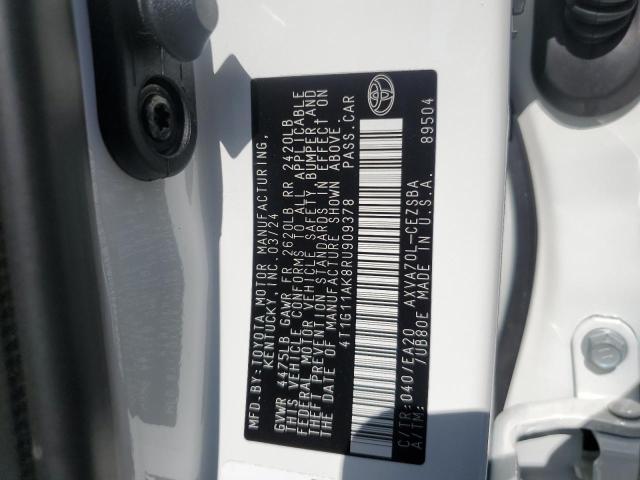 MFD.BY:TOYOTA MOTOR MANUFACTURING,
KENTUCKY,INC. 03/24
GVWR 4475LB GAWR FR 2620LB RR 2420LB
THIS VEHICLE CONFORMS TO ALL APPLICABLE
FEDERAL MOTOR VEHICLE SAFETY BUMPER, AND
THEFT PREVENTION STANDARDS IN EFFECT ON
THE DATE OF MANUFACTURE SHOWN ABOVE.
4T1G11AK8RU909378 PASS.CAR
C/TR:040/EA20 AXVA70L-CEZSBA
A/TM: 7UB80E MADE IN U.S.A. 89504